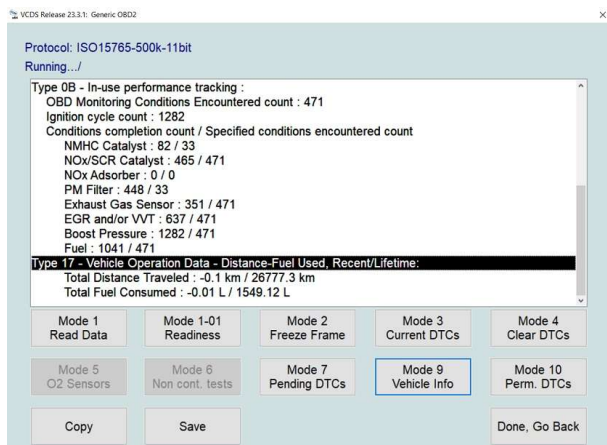 VCDS Release 23.3.1: Generic OBD2
Protocol: ISO15765-500k-11bit
Running.../
Type 0B - In-use performance tracking :
OBD Monitoring Conditions Encountered count : 471
Ignition cycle count : 1282
Conditions completion count / Specified conditions encountered count
NMHC Catalyst : 82 / 33
NOx/SCR Catalyst : 465 / 471
NOx Adsorber : 0 / 0
PM Filter : 448 / 33
Exhaust Gas Sensor : 351 / 471
EGR and/or VVT : 637 / 471
Boost Pressure : 1282 / 471
Fuel : 1041 / 471
Type 17 - Vehicle Operation Data - Distance-Fuel Used, Recent/Lifetime:
Total Distance Traveled : -0.1 km / 26777.3 km
Total Fuel Consumed : -0.01 L / 1549.12 L
Mode 1 Mode 1-01 Mode 2 Mode 3 Mode 4
Read Data Readiness Freeze Frame Current DTCs Clear DTCs
Mode 5 Mode 6 Mode 7 Mode 9 Mode 10
O2 Sensors Non cont. tests Pending DTCs Vehicle Info Perm. DTCs
Copy Save Done, Go Back